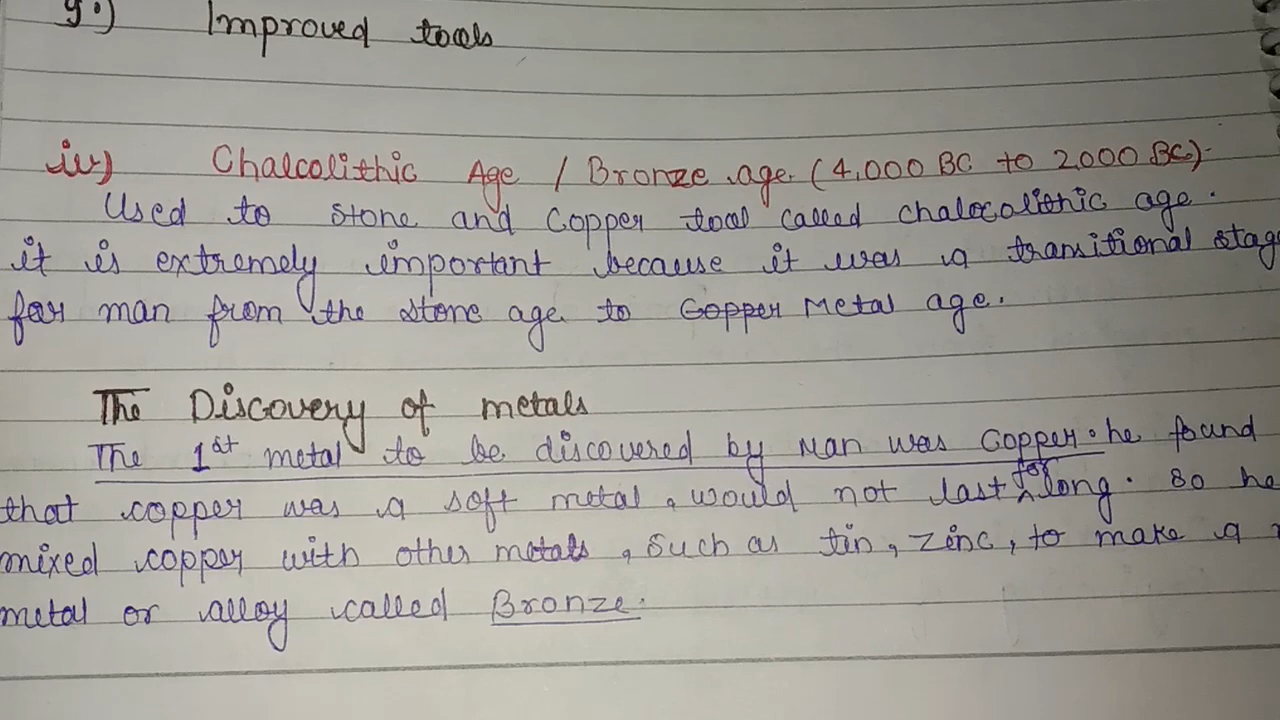 9.) Improved tools
iv) Chalcolithic Age / Bronze age (4,000 BC to 2000 BC)-
Used to stone and copper tool called chalocolithic age.
it is extremely important because it was a transitional stage
for man from the stone age to Copper Metal age.
The Discovery of metals
The 1st metal to be discovered by Man was Copper. he found
that copper was a soft metal, would not last for long. So he
mixed copper with other metals, such as tin, zinc, to make a
metal or alloy called Bronze.